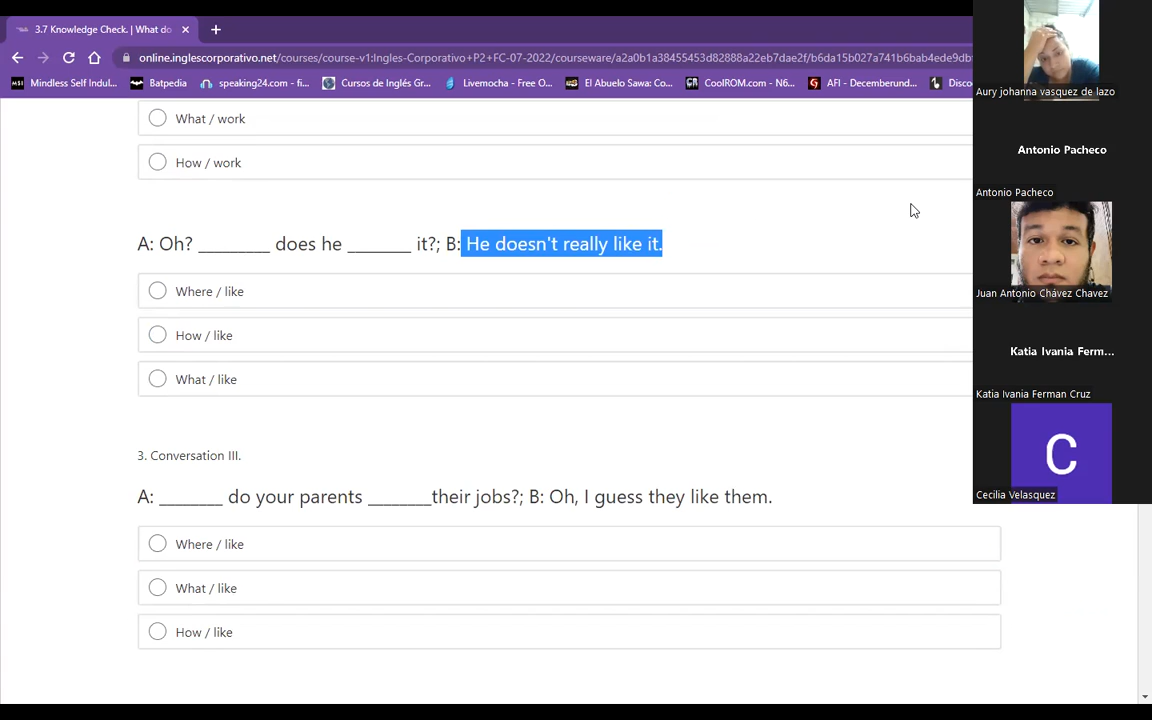 3.7 Knowledge Check. | What do
online.inglescorporativo.net/courses/course-v1:Ingles-Corporativo+P2+FC-07-2022/courseware/a2a0b1a38455453d82888a22eb7dae2f/b6da15b027a741b6bab4ede9db
Mindless Self Indul... Batpedia speaking24.com - fi... Cursos de Inglés Gr... Livemocha - Free O... El Abuelo Sawa: Co... CoolROM.com - N6... AFI - Decemberund... Disco
What / work
How / work
A: Oh? _________ does he ________ it?; B: He doesn't really like it.
Where / like
How / like
What / like
3. Conversation III.
A: ________ do your parents ________their jobs?; B: Oh, I guess they like them.
Where / like
What / like
How / like
Aury johanna vasquez de lazo
Antonio Pacheco
Antonio Pacheco
Juan Antonio Chávez Chavez
Katia Ivania Ferm...
Katia Ivania Ferman Cruz
C
Cecilia Velasquez